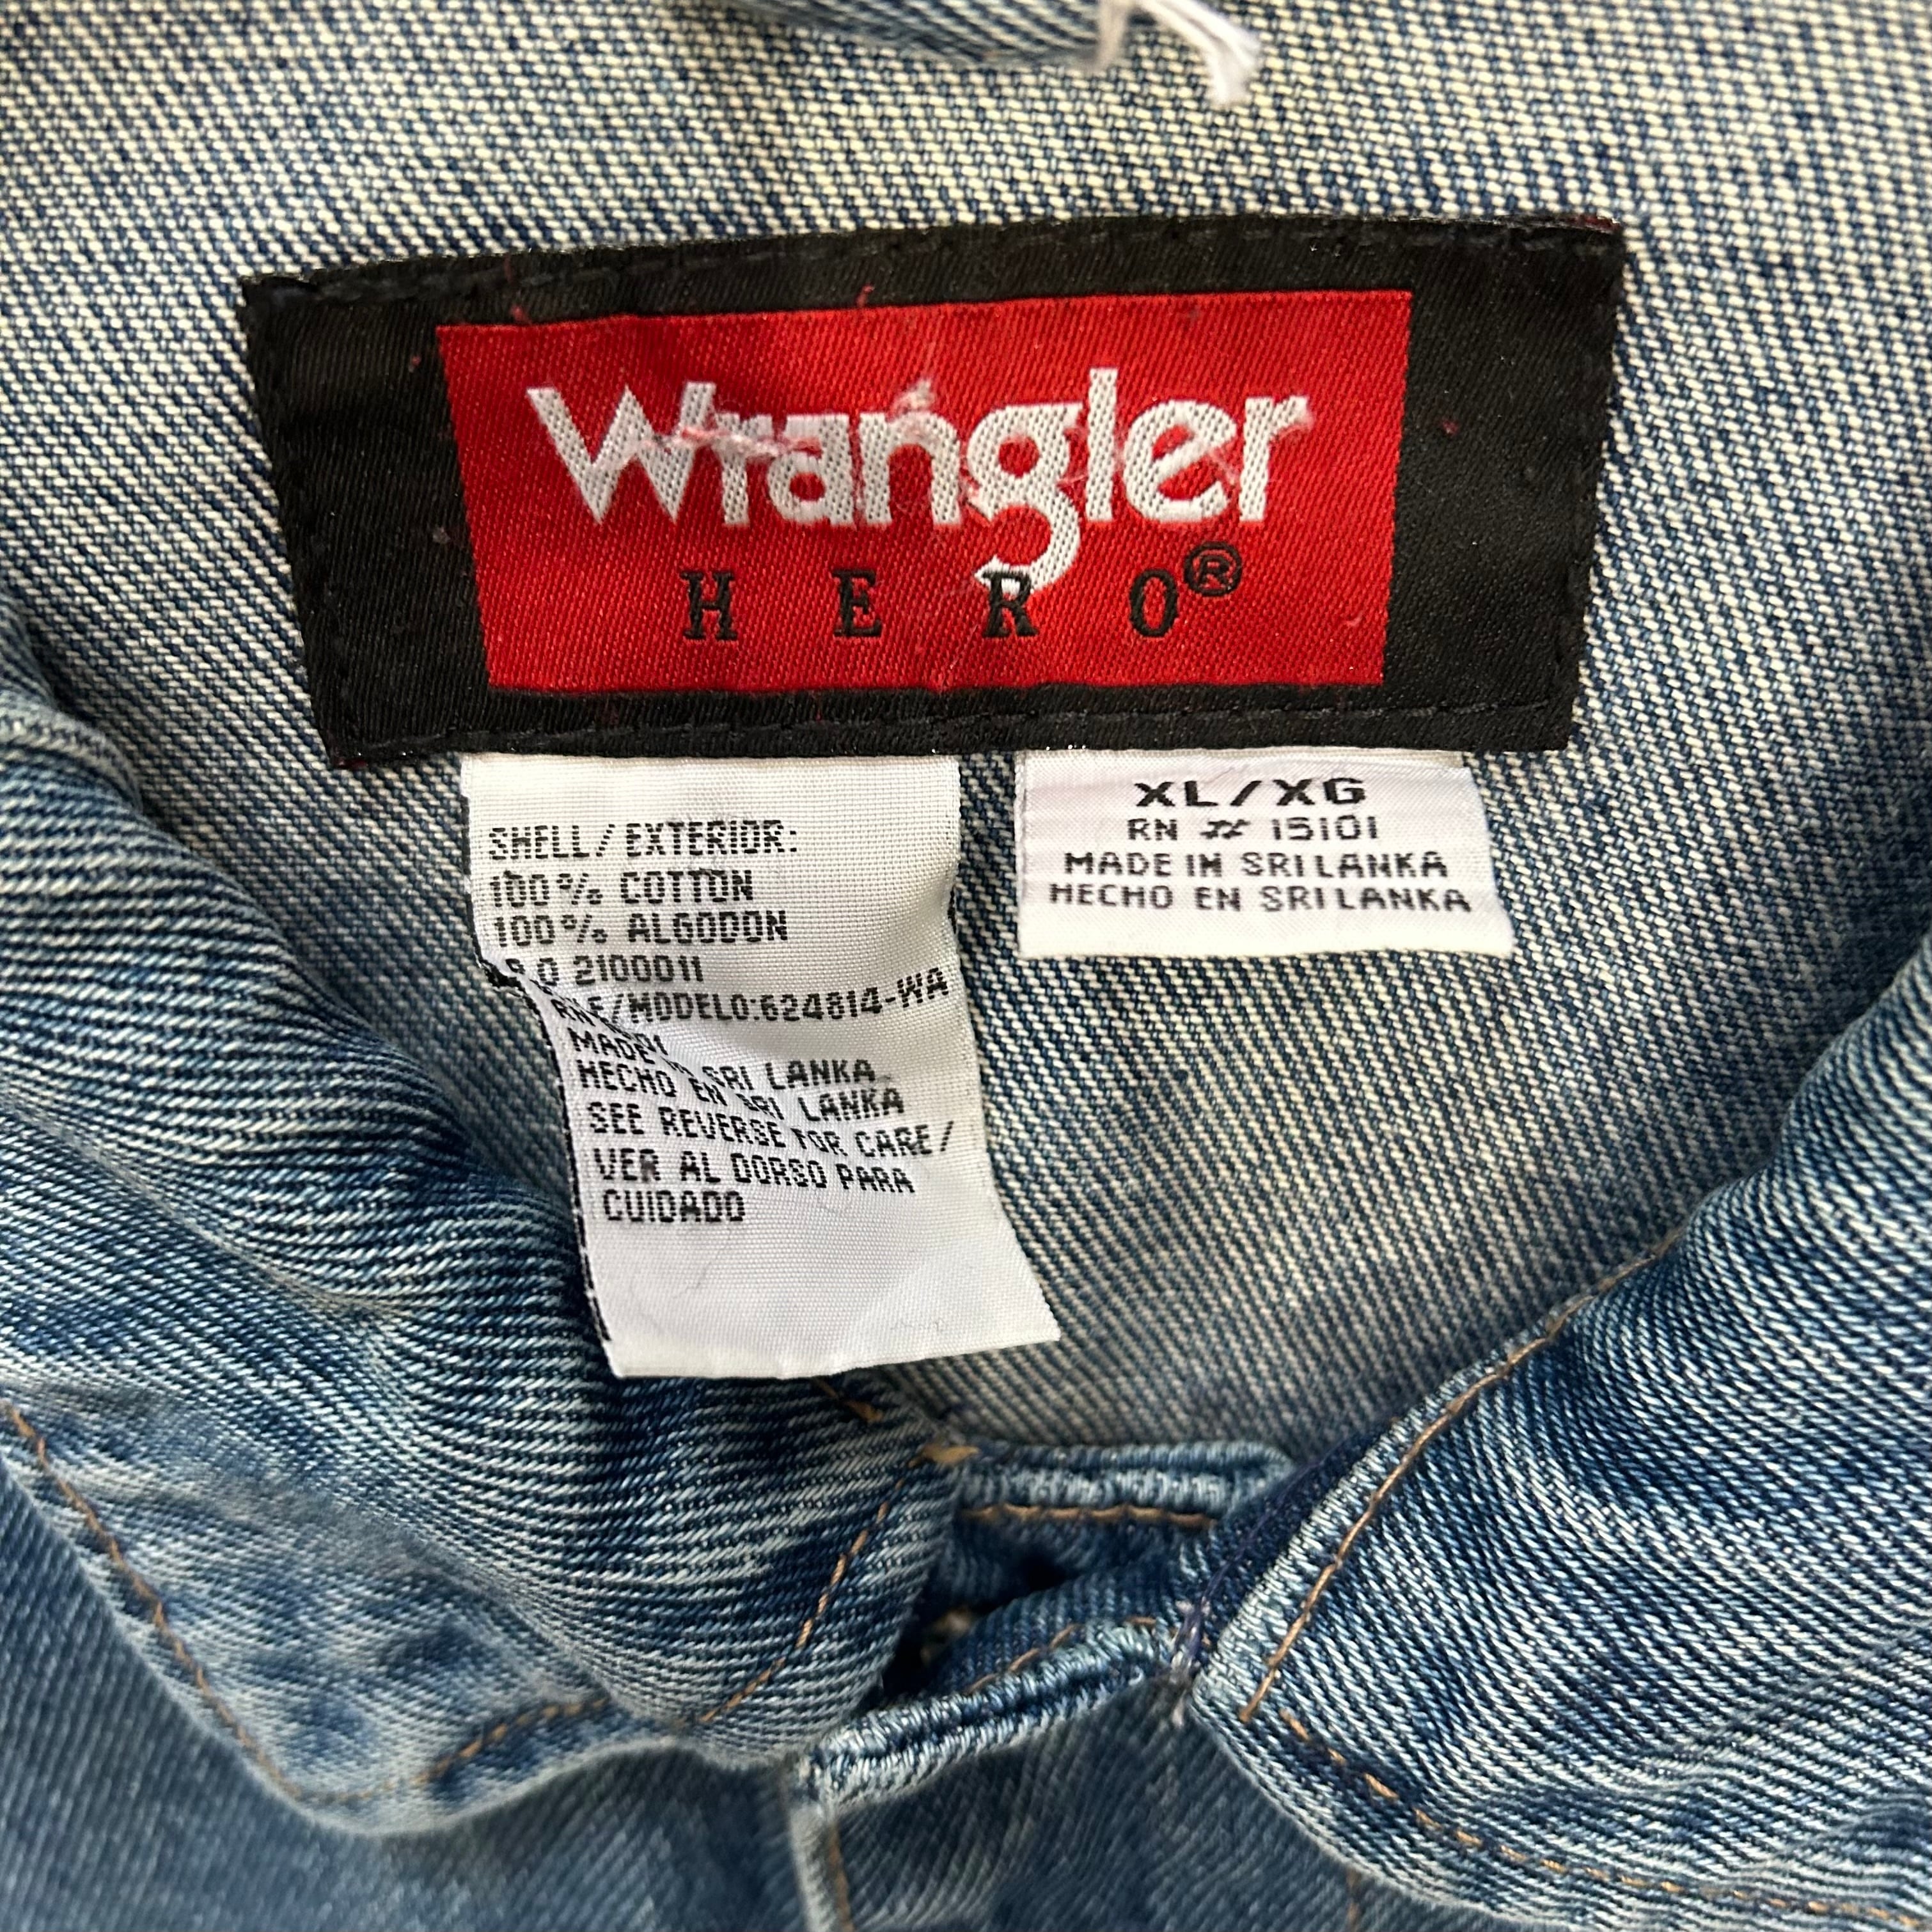 Wrangler
HERO®
XL/XG
RN # 15101
MADE IN SRI LANKA
HECHO EN SRI LANKA
SHELL/EXTERIOR:
100% COTTON
100% ALGODON
2100011
/MODELO:624814-WA
MADE IN SRI LANKA
HECHO EN SRI LANKA
SEE REVERSE FOR CARE/
VER AL DORSO PARA
CUIDADO